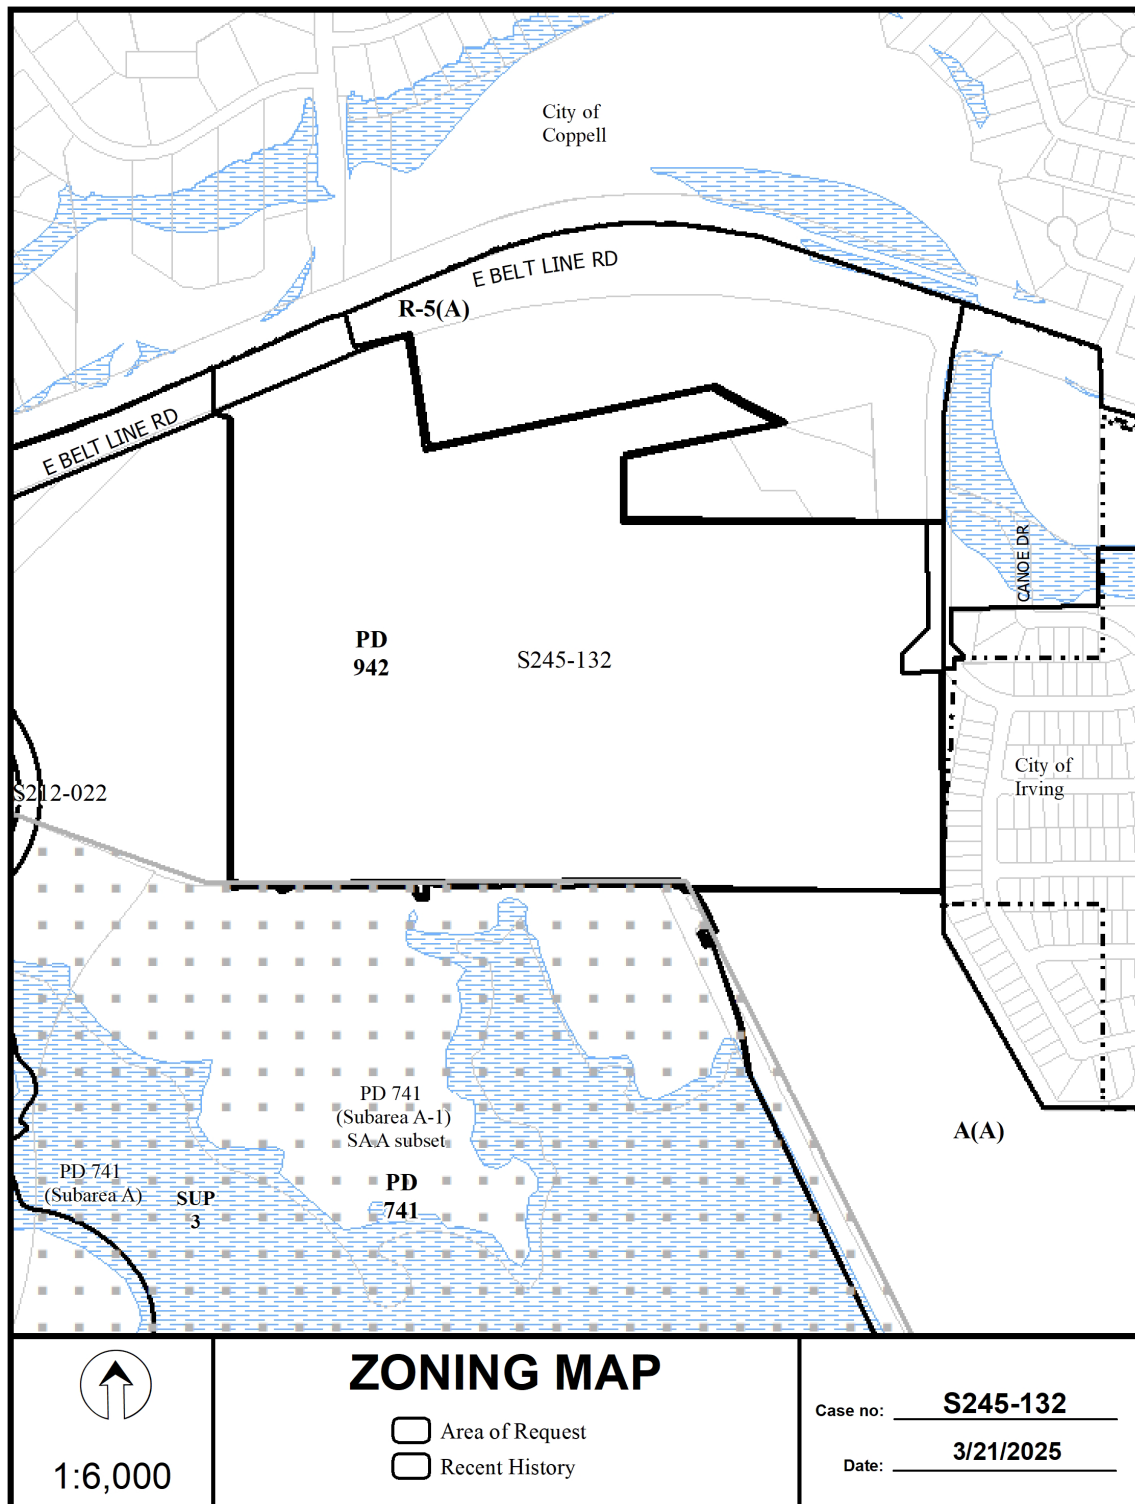 City of
Coppell
E BELT LINE RD
R-5(A)
E BELT LINE RD
CANOE DR
PD
942
S245-132
City of
Irving
S212-022
PD 741
(Subarea A-1)
SAA subset
A(A)
PD 741
(Subarea A)
SUP
3
PD
741
1:6,000
ZONING MAP
Area of Request
Recent History
Case no: S245-132
Date: 3/21/2025